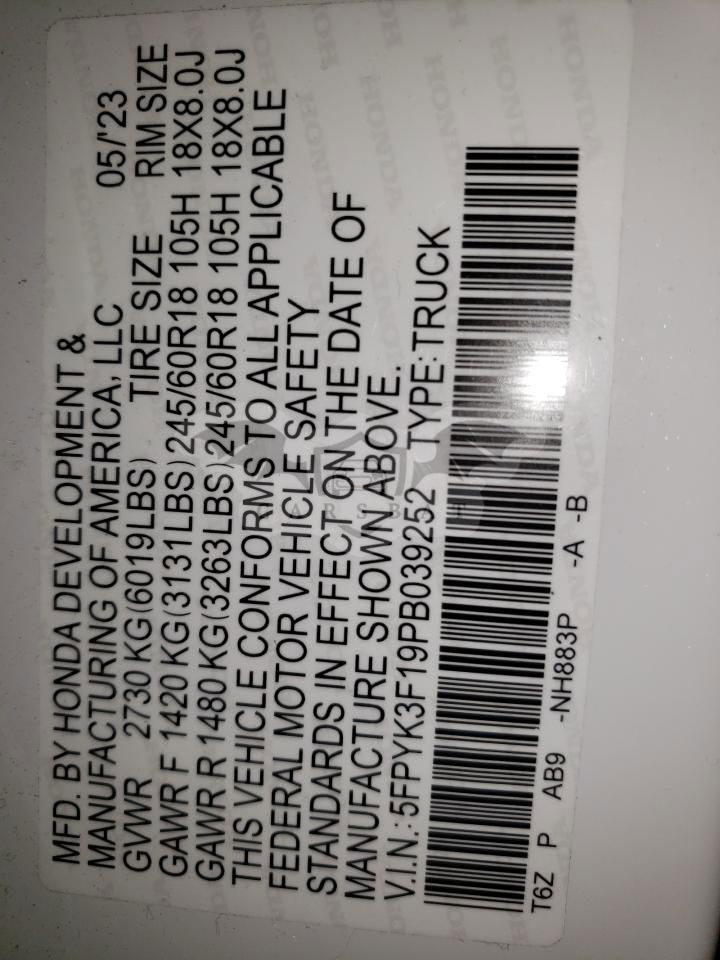 MFD. BY HONDA DEVELOPMENT &
MANUFACTURING OF AMERICA, LLC 05/'23
GVWR 2730 KG(6019LBS) TIRE SIZE RIM SIZE
GAWR F 1420 KG(3131LBS)245/60R18 105H 18X8.0J
GAWR R 1480 KG(3263LBS)245/60R18 105H 18X8.0J
THIS VEHICLE CONFORMS TO ALL APPLICABLE
FEDERAL MOTOR VEHICLE SAFETY
STANDARDS IN EFFECT ON THE DATE OF
MANUFACTURE SHOWN ABOVE.
V.I.N.:5FPYK3F19PB039252 TYPE:TRUCK
T6Z P AB9 -NH883P -A -B
CARSBAT
HONDA